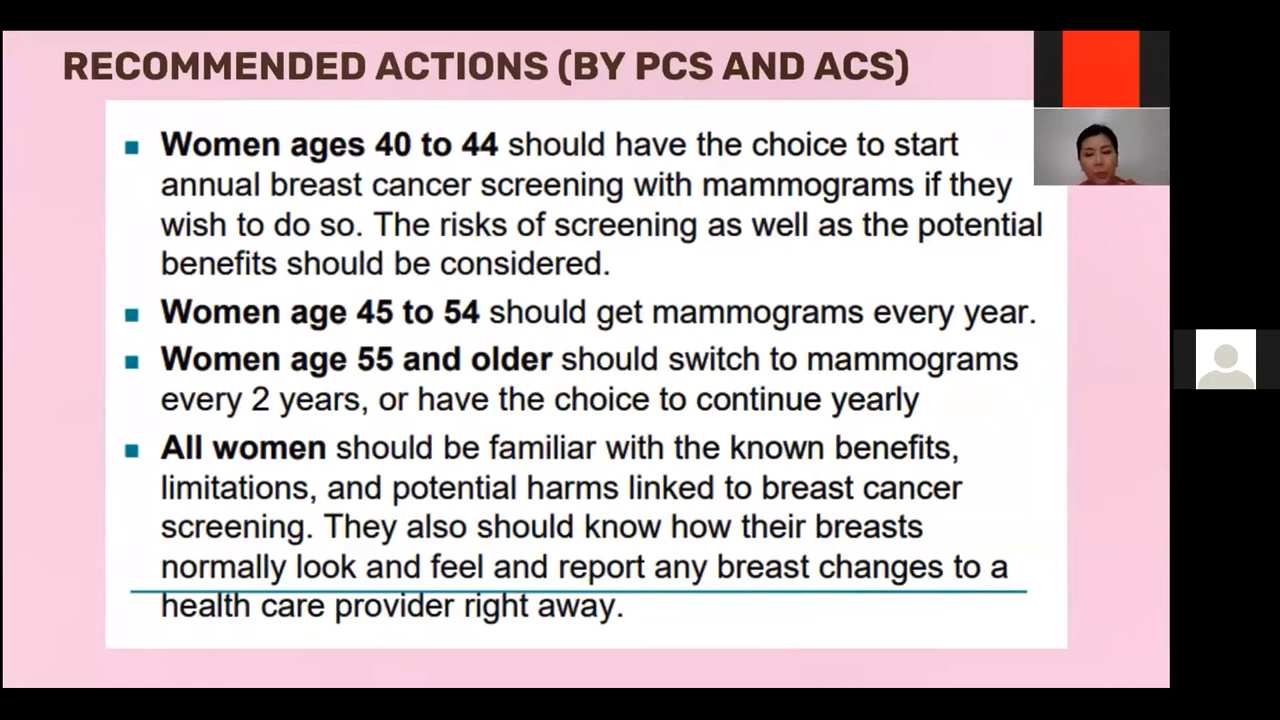 RECOMMENDED ACTIONS (BY PCS AND ACS)
Women ages 40 to 44 should have the choice to start
annual breast cancer screening with mammograms if they
wish to do so. The risks of screening as well as the potential
benefits should be considered.
Women age 45 to 54 should get mammograms every year.
Women age 55 and older should switch to mammograms
every 2 years, or have the choice to continue yearly
All women should be familiar with the known benefits,
limitations, and potential harms linked to breast cancer
screening. They also should know how their breasts
normally look and feel and report any breast changes to a
health care provider right away.